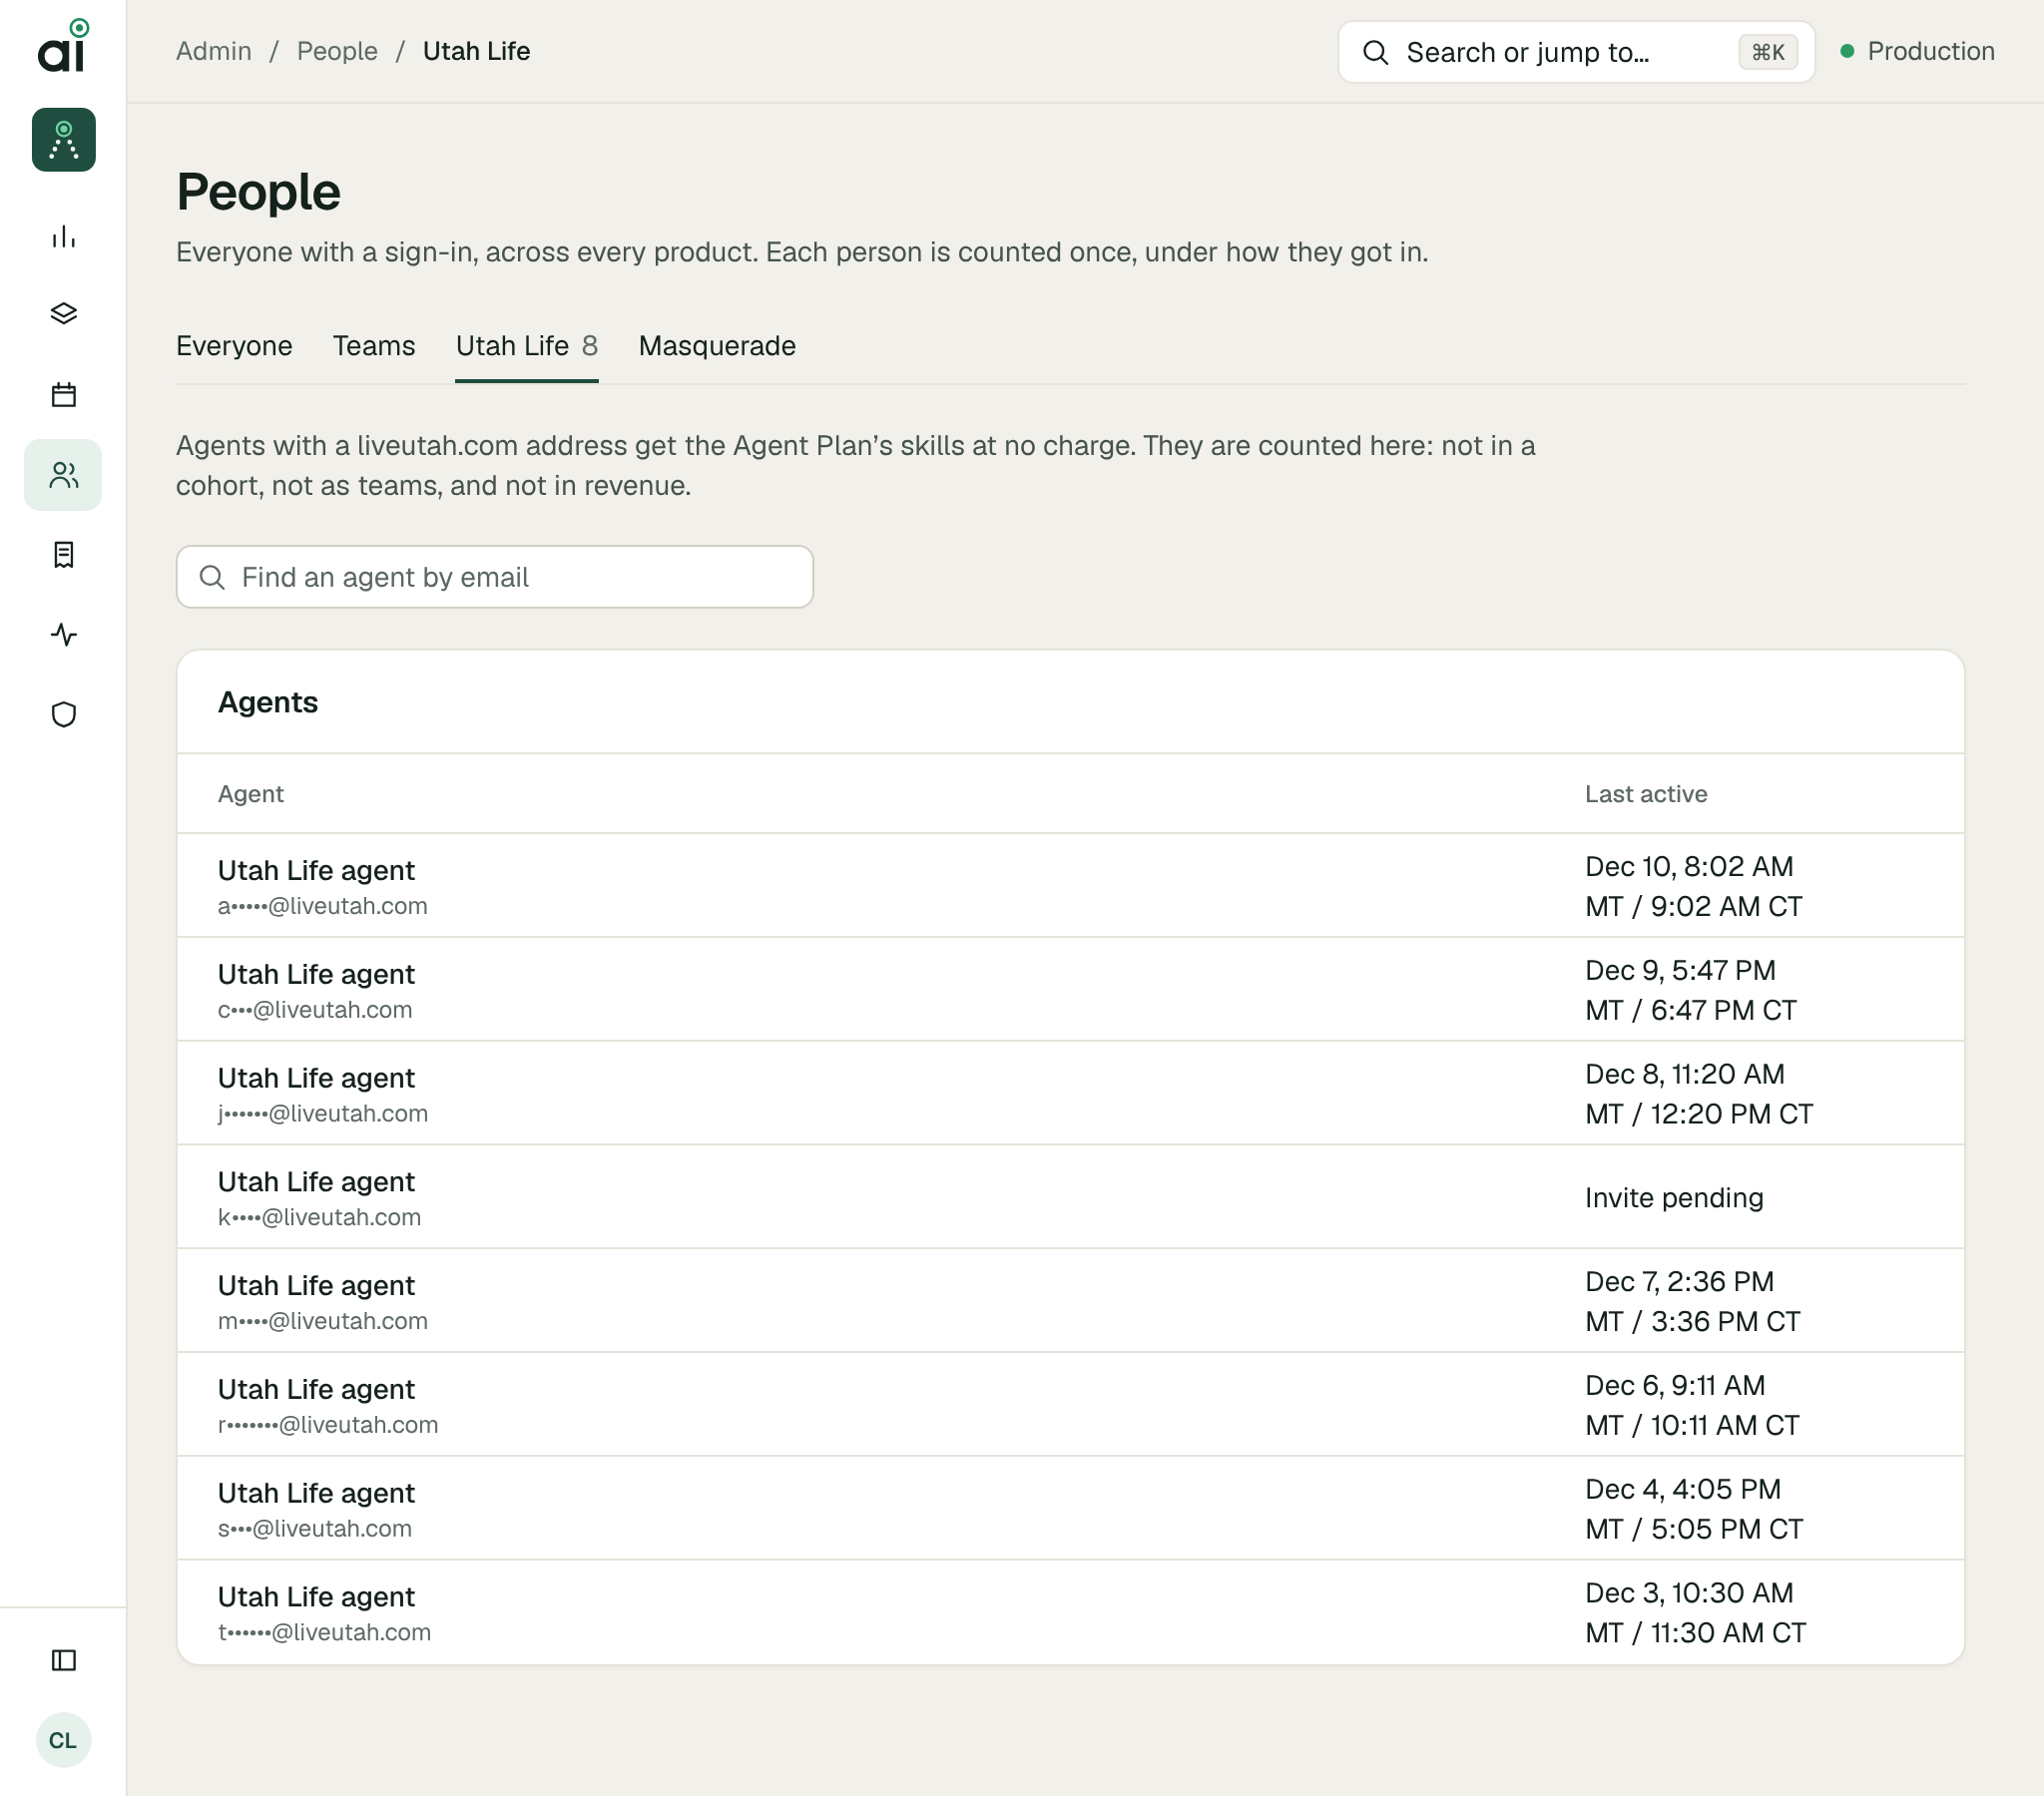 ai
Admin / People / Utah Life
Search or jump to... ⌘K
Production
People
Everyone with a sign-in, across every product. Each person is counted once, under how they got in.
Everyone Teams Utah Life 8 Masquerade
Agents with a liveutah.com address get the Agent Plan’s skills at no charge. They are counted here: not in a
cohort, not as teams, and not in revenue.
Find an agent by email
Agents
Agent Last active
Utah Life agent
a•••••@liveutah.com
Dec 10, 8:02 AM
MT / 9:02 AM CT
Utah Life agent
c•••@liveutah.com
Dec 9, 5:47 PM
MT / 6:47 PM CT
Utah Life agent
j••••••@liveutah.com
Dec 8, 11:20 AM
MT / 12:20 PM CT
Utah Life agent
k••••@liveutah.com
Invite pending
Utah Life agent
m••••@liveutah.com
Dec 7, 2:36 PM
MT / 3:36 PM CT
Utah Life agent
r•••••••@liveutah.com
Dec 6, 9:11 AM
MT / 10:11 AM CT
Utah Life agent
s•••@liveutah.com
Dec 4, 4:05 PM
MT / 5:05 PM CT
Utah Life agent
t••••••@liveutah.com
Dec 3, 10:30 AM
MT / 11:30 AM CT
CL